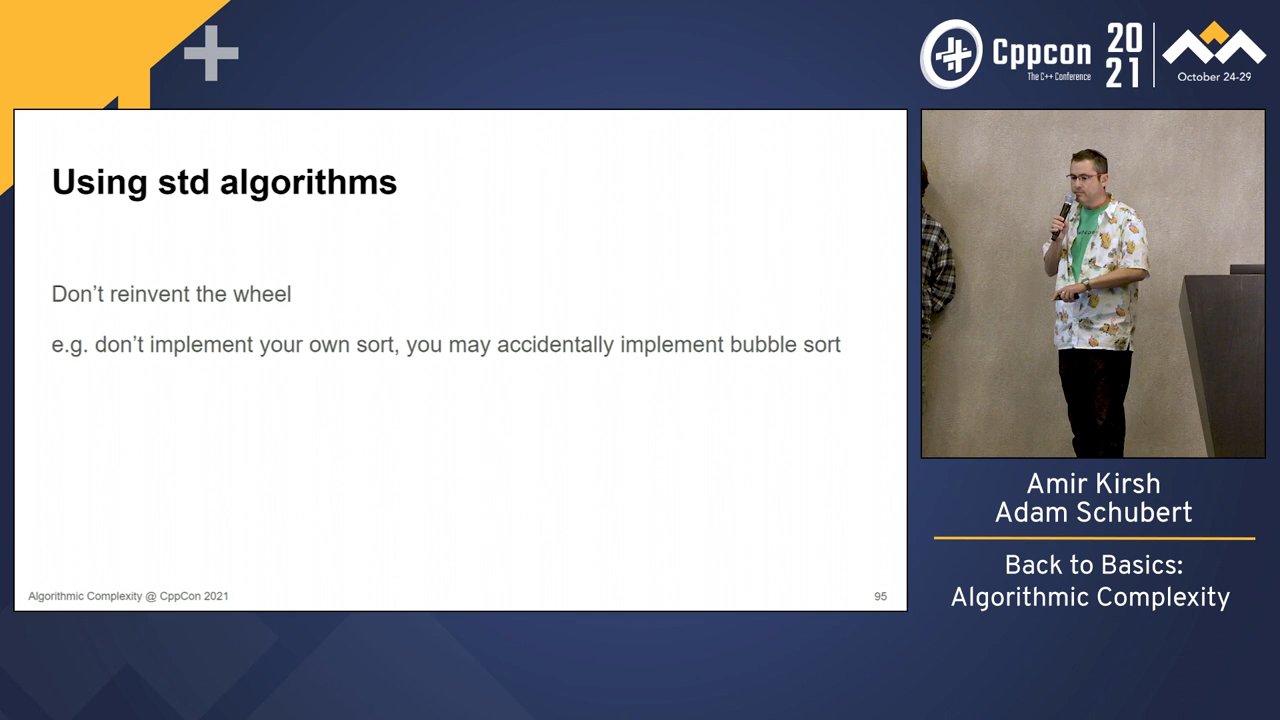 Cppcon
The C++ Conference
20
21
October 24-29
Using std algorithms
Don’t reinvent the wheel
e.g. don’t implement your own sort, you may accidentally implement bubble sort
Algorithmic Complexity @ CppCon 2021
95
Amir Kirsh
Adam Schubert
Back to Basics:
Algorithmic Complexity